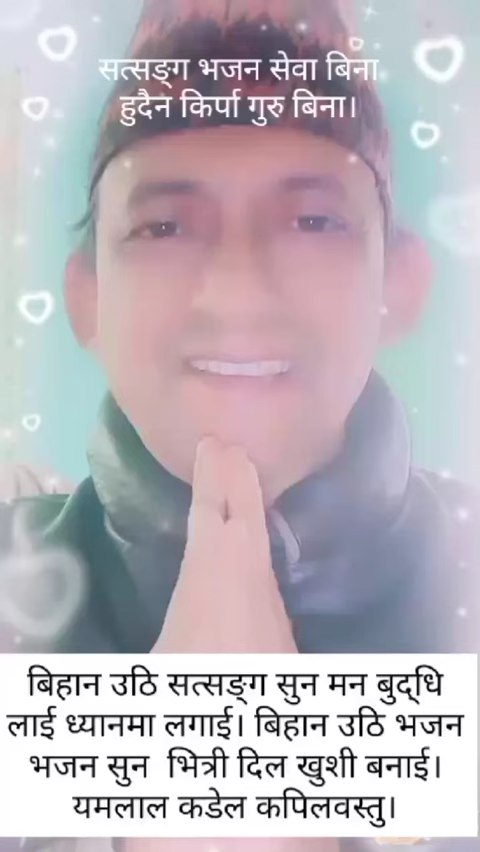 सत्सङ्ग भजन सेवा बिना
हुदैन किर्पा गुरु बिना।
बिहान उठि सत्सङ्ग सुन मन बुद्धि
लाई ध्यानमा लगाई। बिहान उठि भजन
भजन सुन भित्री दिल खुशी बनाई।
यमलाल कडेल कपिलवस्तु।